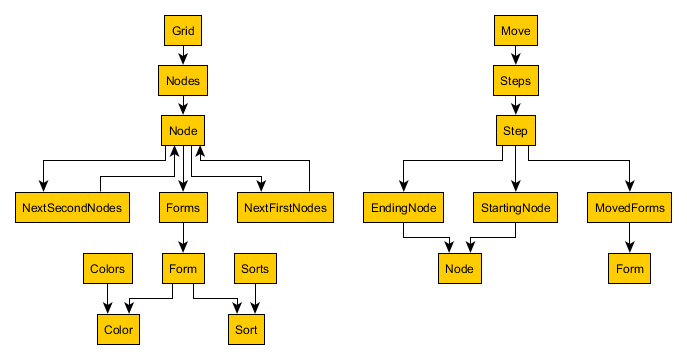 Grid
Move
Nodes
Steps
Node
Step
NextSecondNodes
Forms
NextFirstNodes
EndingNode
StartingNode
MovedForms
Colors
Form
Sorts
Node
Form
Color
Sort